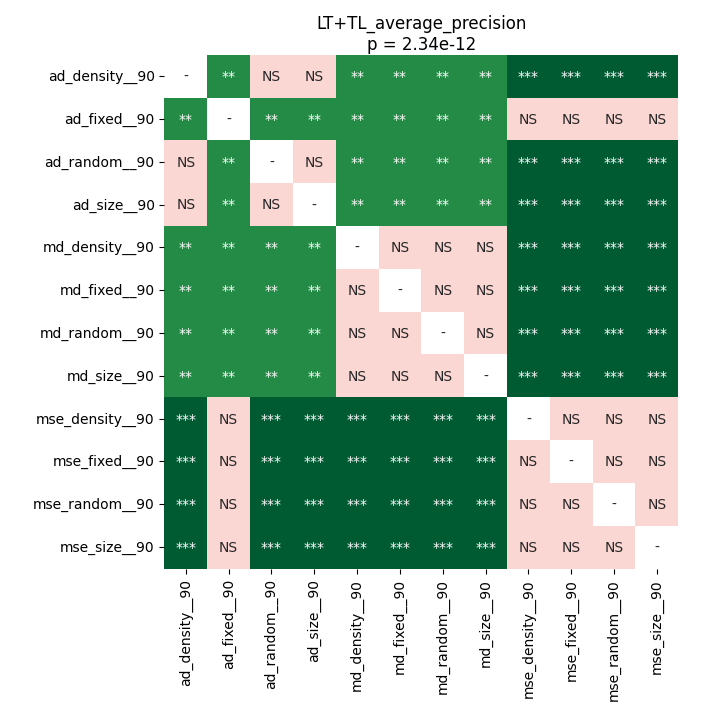 LT+TL_average_precision
p = 2.34e-12
ad_density__90 - ** NS NS ** ** ** ** *** *** *** ***
ad_fixed__90 ** - ** ** ** ** ** ** NS NS NS NS
ad_random__90 NS ** - NS ** ** ** ** *** *** *** ***
ad_size__90 NS ** NS - ** ** ** ** *** *** *** ***
md_density__90 ** ** ** ** - NS NS NS *** *** *** ***
md_fixed__90 ** ** ** ** NS - NS NS *** *** *** ***
md_random__90 ** ** ** ** NS NS - NS *** *** *** ***
md_size__90 ** ** ** ** NS NS NS - *** *** *** ***
mse_density__90 *** NS *** *** *** *** *** *** - NS NS NS
mse_fixed__90 *** NS *** *** *** *** *** *** NS - NS NS
mse_random__90 *** NS *** *** *** *** *** *** NS NS - NS
mse_size__90 *** NS *** *** *** *** *** *** NS NS NS -
ad_density__90
ad_fixed__90
ad_random__90
ad_size__90
md_density__90
md_fixed__90
md_random__90
md_size__90
mse_density__90
mse_fixed__90
mse_random__90
mse_size__90